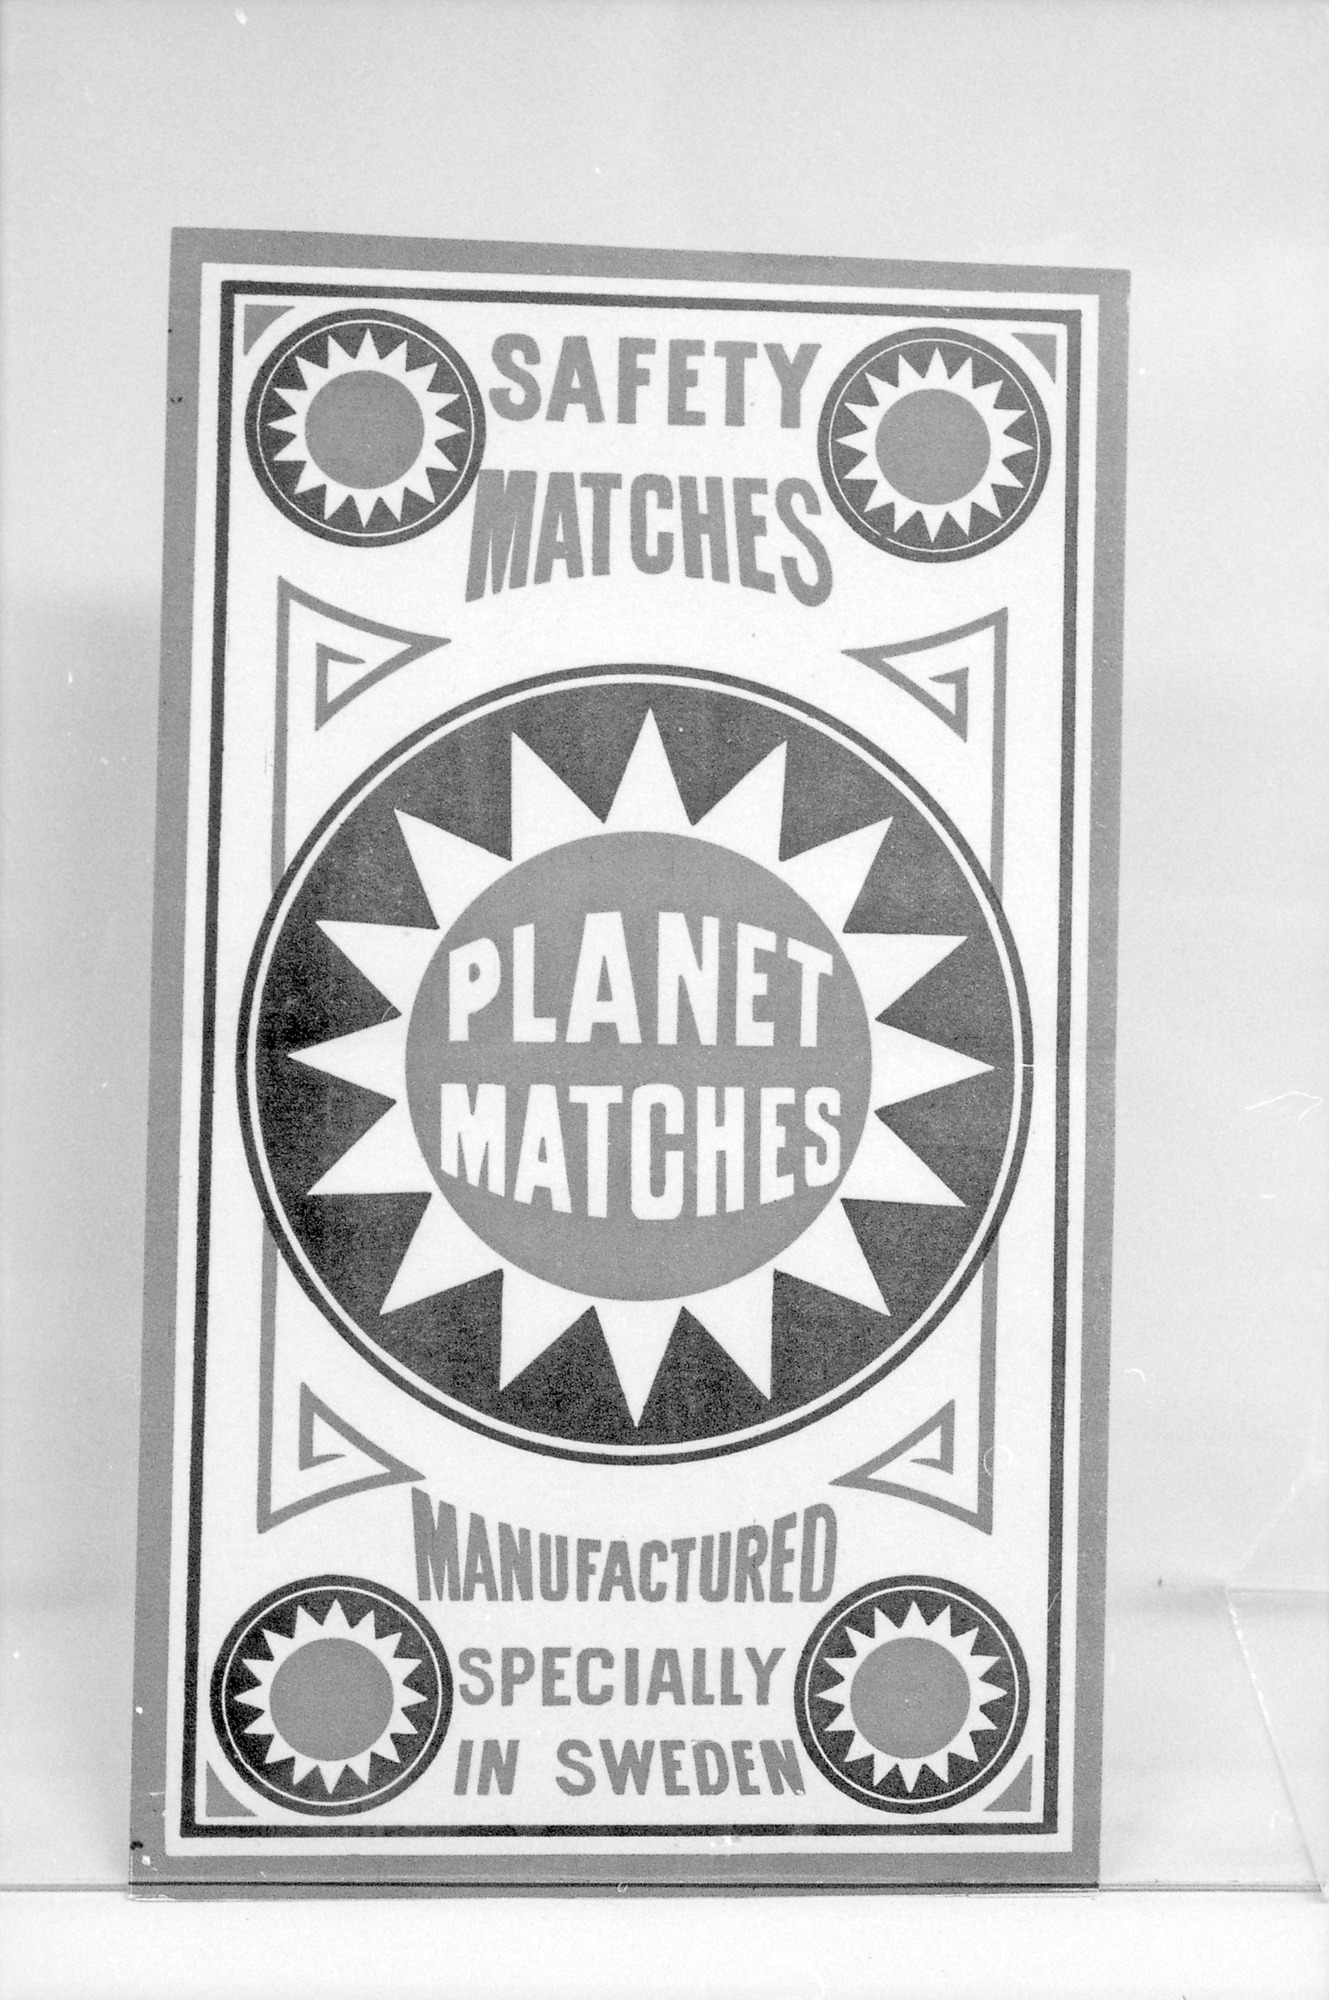 SAFETY
MATCHES
PLANET
MATCHES
MANUFACTURED
SPECIALLY
IN SWEDEN